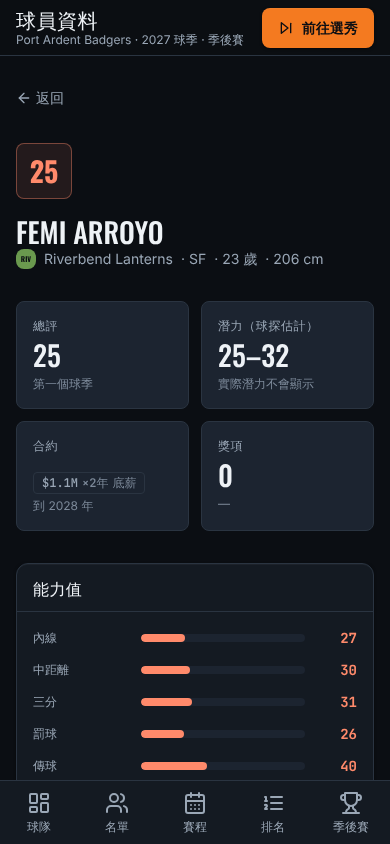 球員資料
Port Ardent Badgers · 2027 球季 · 季後賽
前往選秀
返回
25
FEMI ARROYO
RIV Riverbend Lanterns · SF · 23 歲 · 206 cm
總評
25
第一個球季
潛力（球探估計）
25–32
實際潛力不會顯示
合約
$1.1M ×2年 底薪
到 2028 年
獎項
0
—
能力值
內線 27
中距離 30
三分 31
罰球 26
傳球 40
球隊
名單
賽程
排名
季後賽